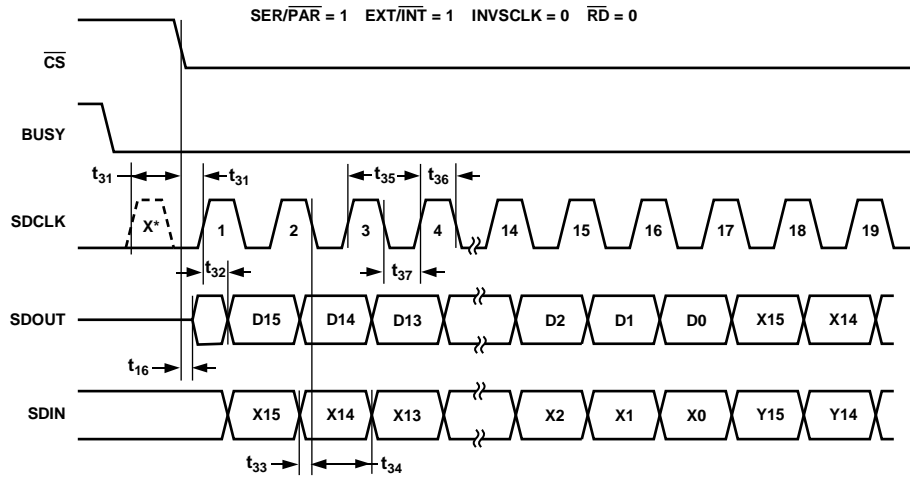 SER/PAR = 1 EXT/INT = 1 INVSCLK = 0 RD = 0
CS
BUSY
t31 t31 t35 t36
SDCLK X* 1 2 3 4 14 15 16 17 18 19
t32 t37
SDOUT D15 D14 D13 D2 D1 D0 X15 X14
t16
SDIN X15 X14 X13 X2 X1 X0 Y15 Y14
t33 t34